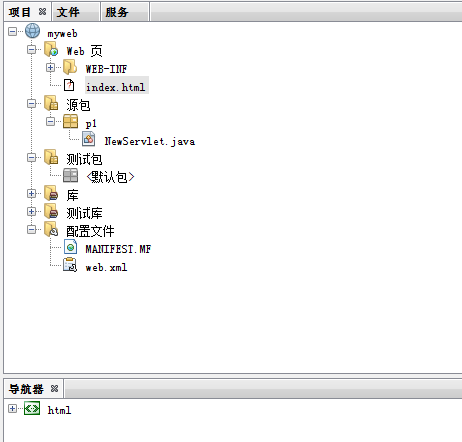 项目 文件 服务
myweb
Web 页
WEB-INF
index.html
源包
p1
NewServlet.java
测试包
<默认包>
库
测试库
配置文件
MANIFEST.MF
web.xml
导航器
html